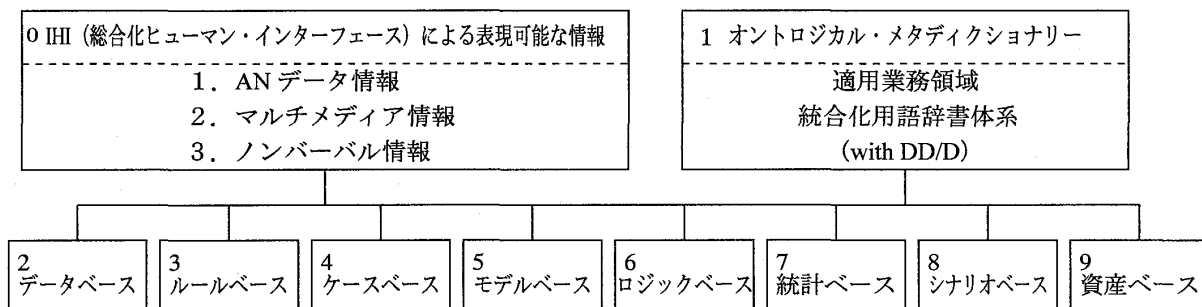 0 IHI（総合化ヒューマン・インターフェース）による表現可能な情報
1．ANデータ情報
2．マルチメディア情報
3．ノンバーバル情報
1 オントロジカル・メタディクショナリー
適用業務領域
統合化用語辞書体系
(with DD/D)
2
データベース
3
ルールベース
4
ケースベース
5
モデルベース
6
ロジックベース
7
統計ベース
8
シナリオベース
9
資産ベース